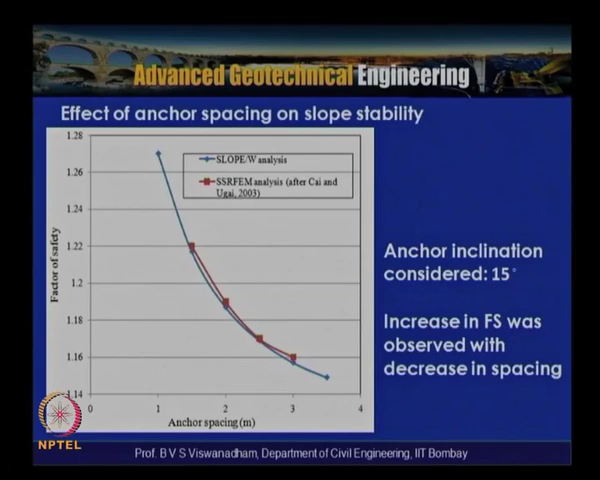 Advanced Geotechnical Engineering
Effect of anchor spacing on slope stability
1.28
1.26
1.24
1.22
1.2
1.18
1.16
1.14
Factor of safety
SLOPE/W analysis
SSRFEM analysis (after Cai and
Ugai, 2003)
0 1 2 3 4
Anchor spacing (m)
Anchor inclination
considered: 15°
Increase in FS was
observed with
decrease in spacing
NPTEL
Prof. B V S Viswanadham, Department of Civil Engineering, IIT Bombay